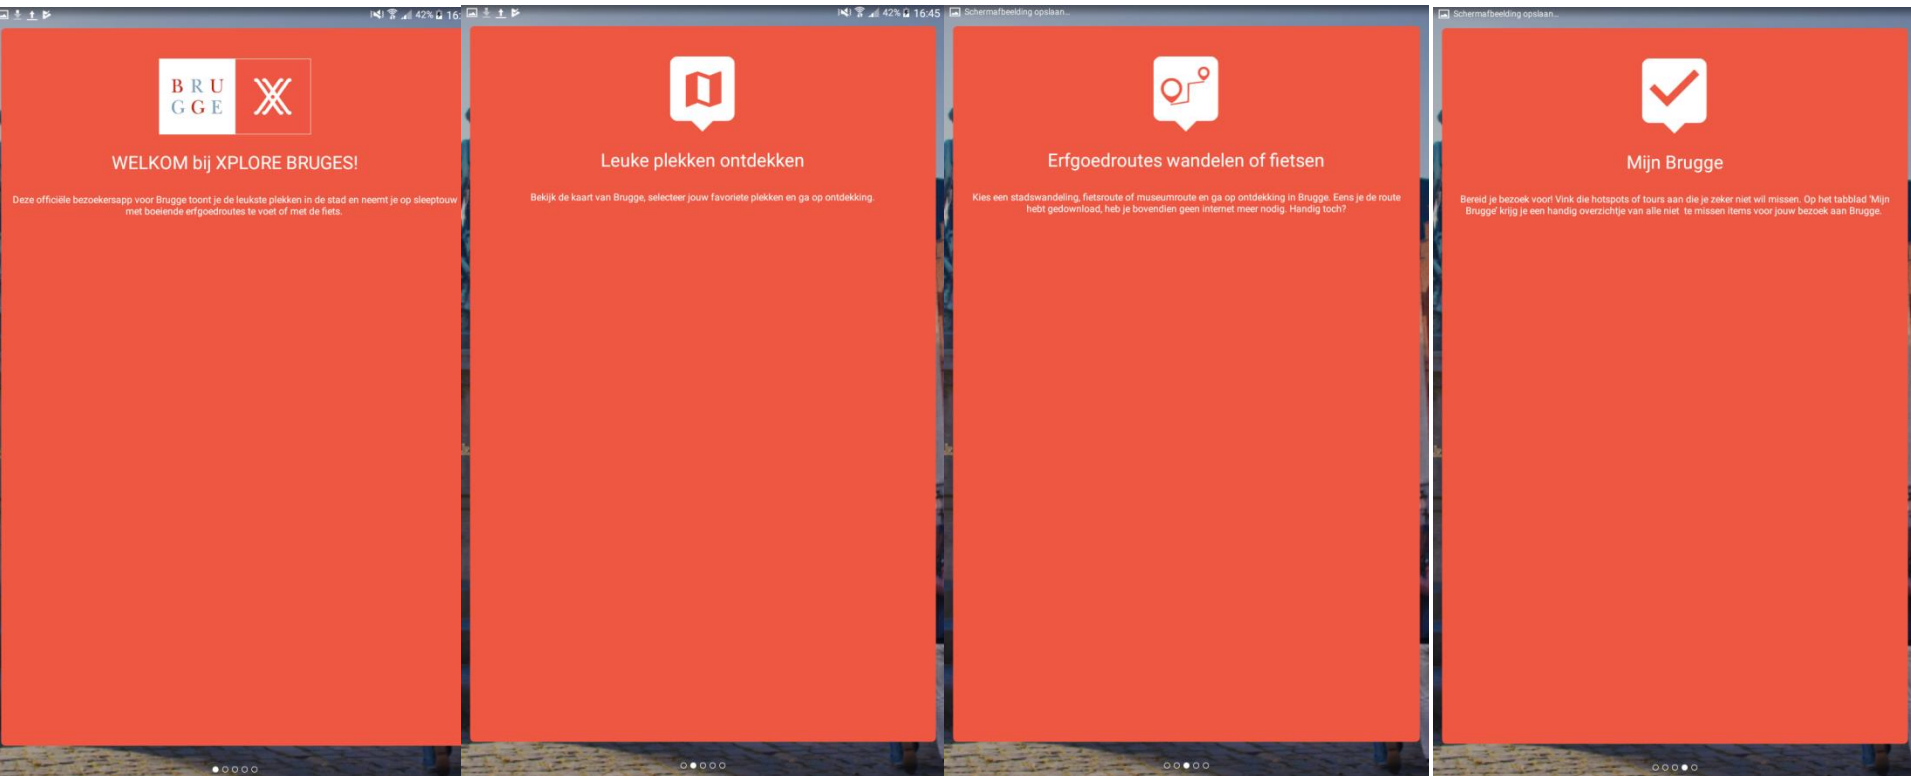 42% 16:
BRU
GGE
WELKOM bij XPLORE BRUGES!
Deze officiële bezoekersapp voor Brugge toont je de leukste plekken in de stad en neemt je op sleeptouw
met boeiende erfgoedroutes te voet of met de fiets.
42% 16:45
Leuke plekken ontdekken
Bekijk de kaart van Brugge, selecteer jouw favoriete plekken en ga op ontdekking.
Schermafbeelding opslaan...
Erfgoedroutes wandelen of fietsen
Kies een stadswandeling, fietsroute of museumroute en ga op ontdekking in Brugge. Eens je de route
hebt gedownload, heb je bovendien geen internet meer nodig. Handig toch?
Schermafbeelding opslaan...
Mijn Brugge
Bereid je bezoek voor! Vink die hotspots of tours aan die je zeker niet wil missen. Op het tabblad 'Mijn
Brugge' krijg je een handig overzichtje van alle niet te missen items voor jouw bezoek aan Brugge.